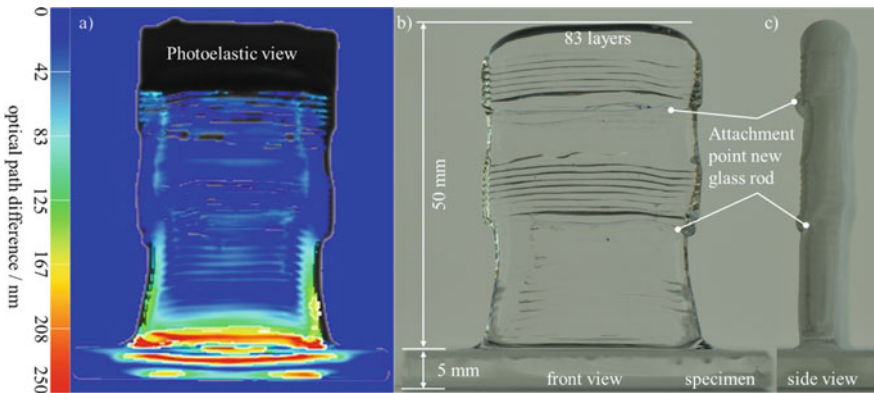 0
42
83
125
167
208
250
optical path difference / nm
a)
Photoelastic view
b)
83 layers
c)
50 mm
Attachment
point new
glass rod
5 mm
front view
specimen
side view